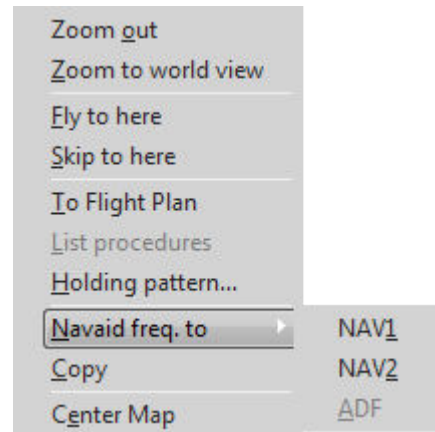 Zoom out
Zoom to world view
Fly to here
Skip to here
To Flight Plan
List procedures
Holding pattern...
Navaid freq. to
NAV1
Copy
NAV2
Center Map
ADF